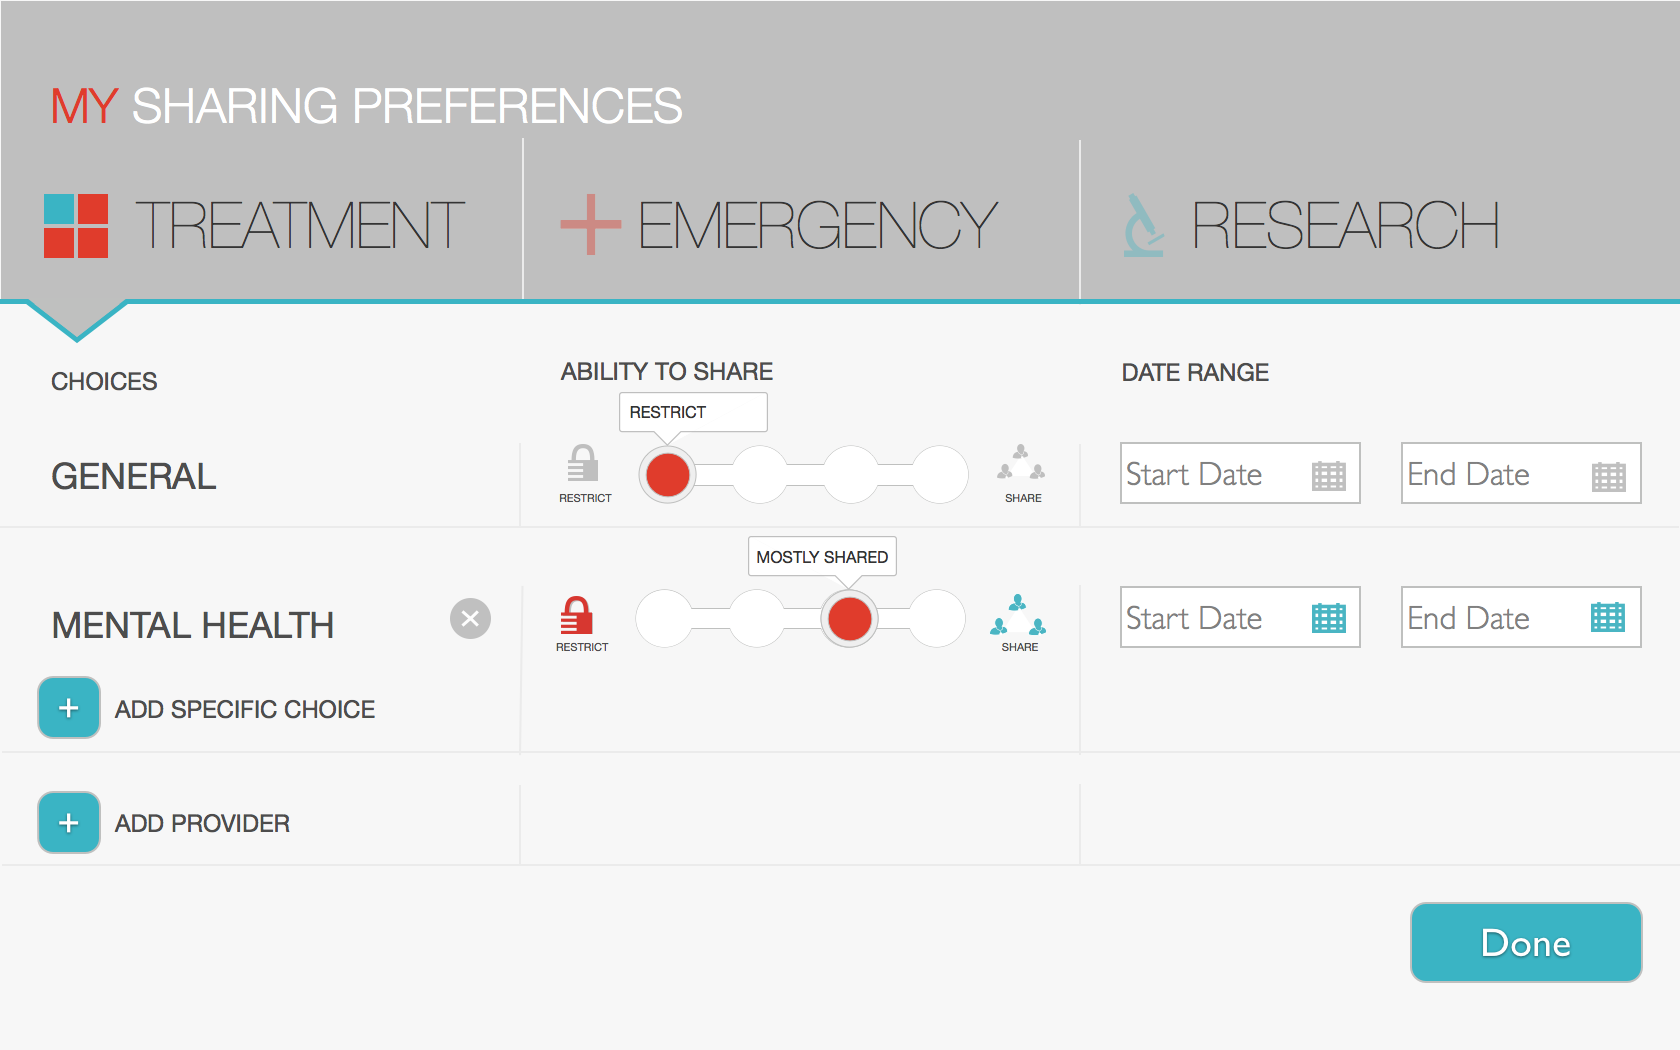 MY SHARING PREFERENCES
TREATMENT
EMERGENCY
RESEARCH
CHOICES
ABILITY TO SHARE
DATE RANGE
RESTRICT
GENERAL
RESTRICT
SHARE
Start Date
End Date
MOSTLY SHARED
MENTAL HEALTH
RESTRICT
SHARE
Start Date
End Date
+ ADD SPECIFIC CHOICE
+ ADD PROVIDER
Done